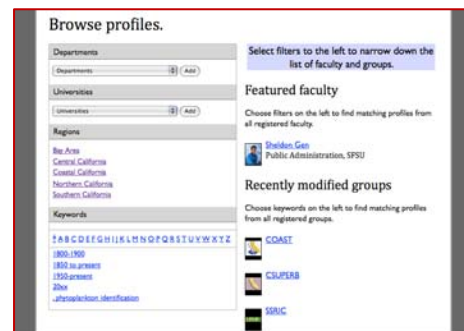 Browse profiles.
Departments
Departments Add
Universities
Universities Add
Regions
Bay Area
Central California
Coastal California
Northern California
Southern California
Keywords
# A B C D E F G H I J K L M N O P Q R S T U V W X Y Z
1800-1900
1850 to present
1950-present
20xx
, phytoplankton identification
Select filters to the left to narrow down the
list of faculty and groups.
Featured faculty
Choose filters on the left to find matching profiles from
all registered faculty.
Sheldon Gen
Public Administration, SFSU
Recently modified groups
Choose keywords on the left to find matching profiles
from all registered groups.
COAST
CSUPERB
SSRIC